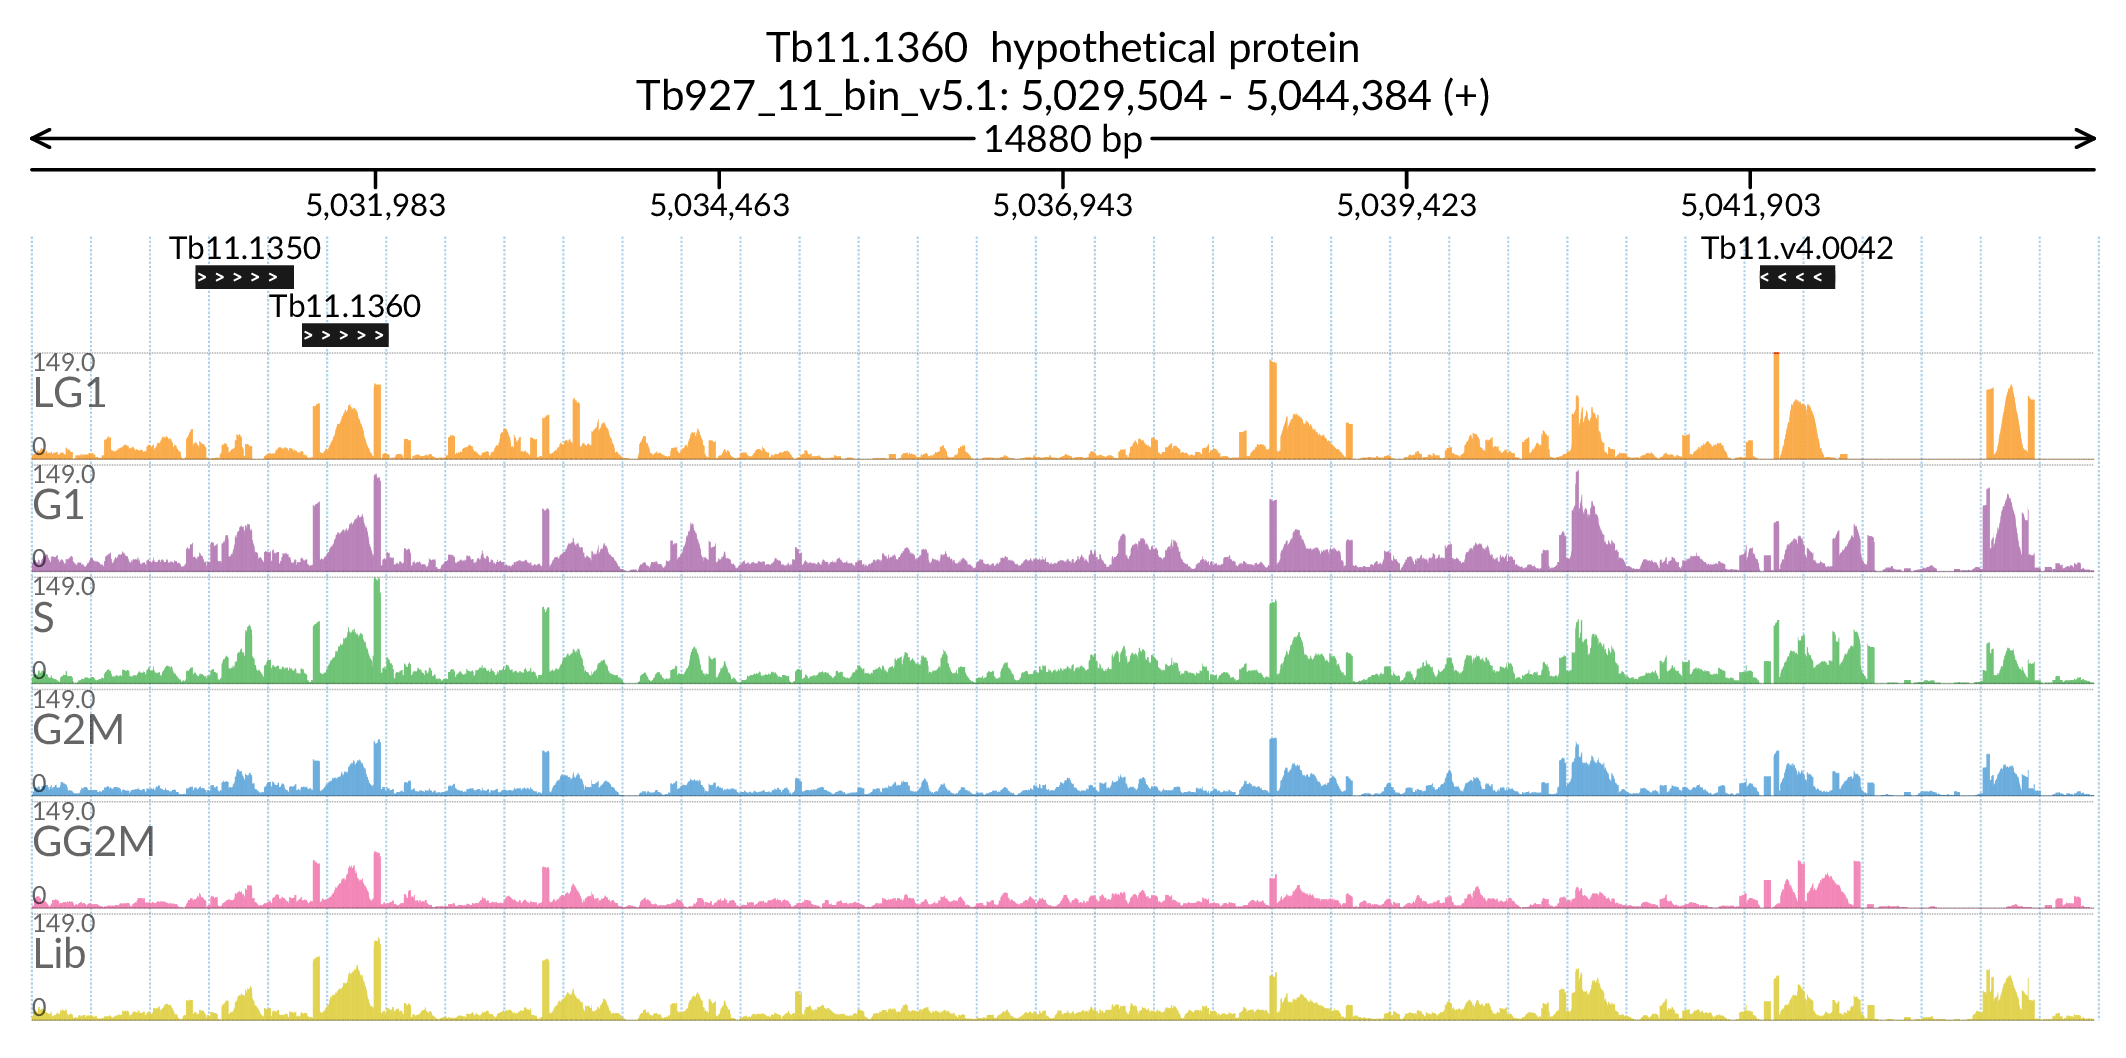 Tb11.1360  hypothetical protein
Tb927_11_bin_v5.1: 5,029,504 - 5,044,384 (+)
14880 bp
5,031,983 5,034,463 5,036,943 5,039,423 5,041,903
Tb11.1350 Tb11.v4.0042
> > > > > < < < <
Tb11.1360
> > > > >
149.0
LG1
0
149.0
G1
0
149.0
S
0
149.0
G2M
0
149.0
GG2M
0
149.0
Lib
0